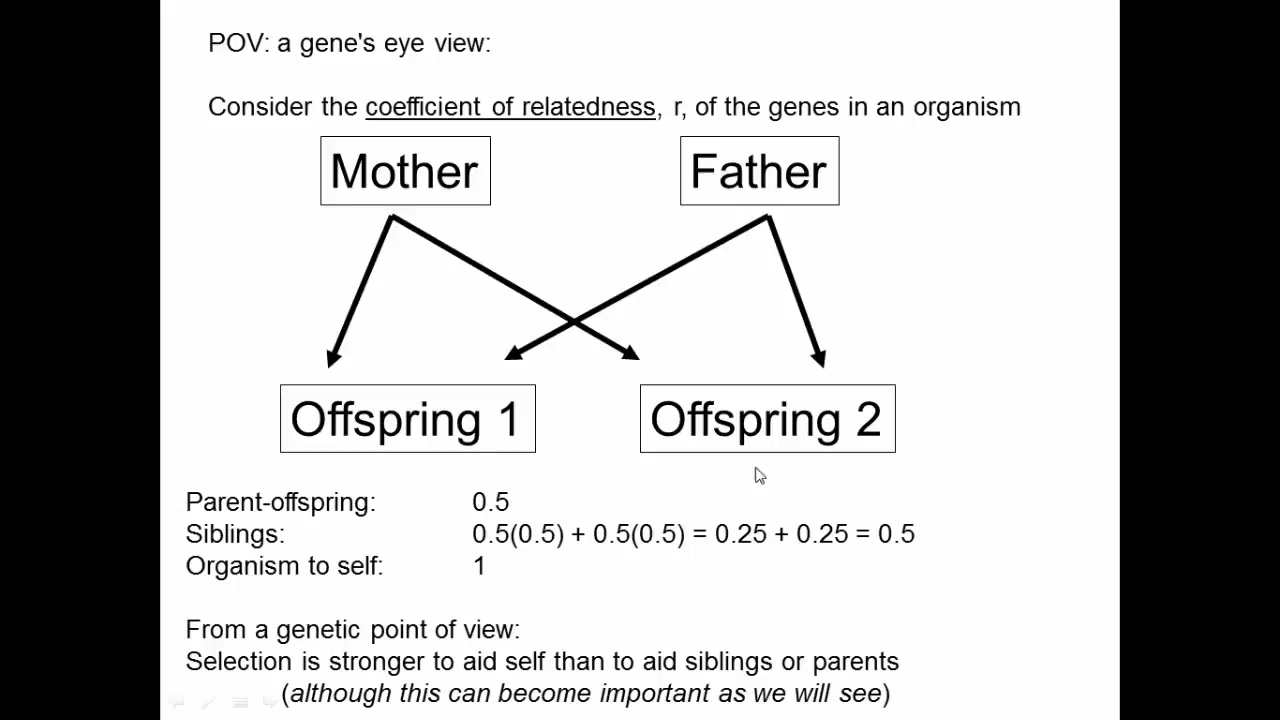 POV: a gene's eye view:
Consider the coefficient of relatedness, r, of the genes in an organism
Mother
Father
Offspring 1
Offspring 2
Parent-offspring: 0.5
Siblings: 0.5(0.5) + 0.5(0.5) = 0.25 + 0.25 = 0.5
Organism to self: 1
From a genetic point of view:
Selection is stronger to aid self than to aid siblings or parents
(although this can become important as we will see)